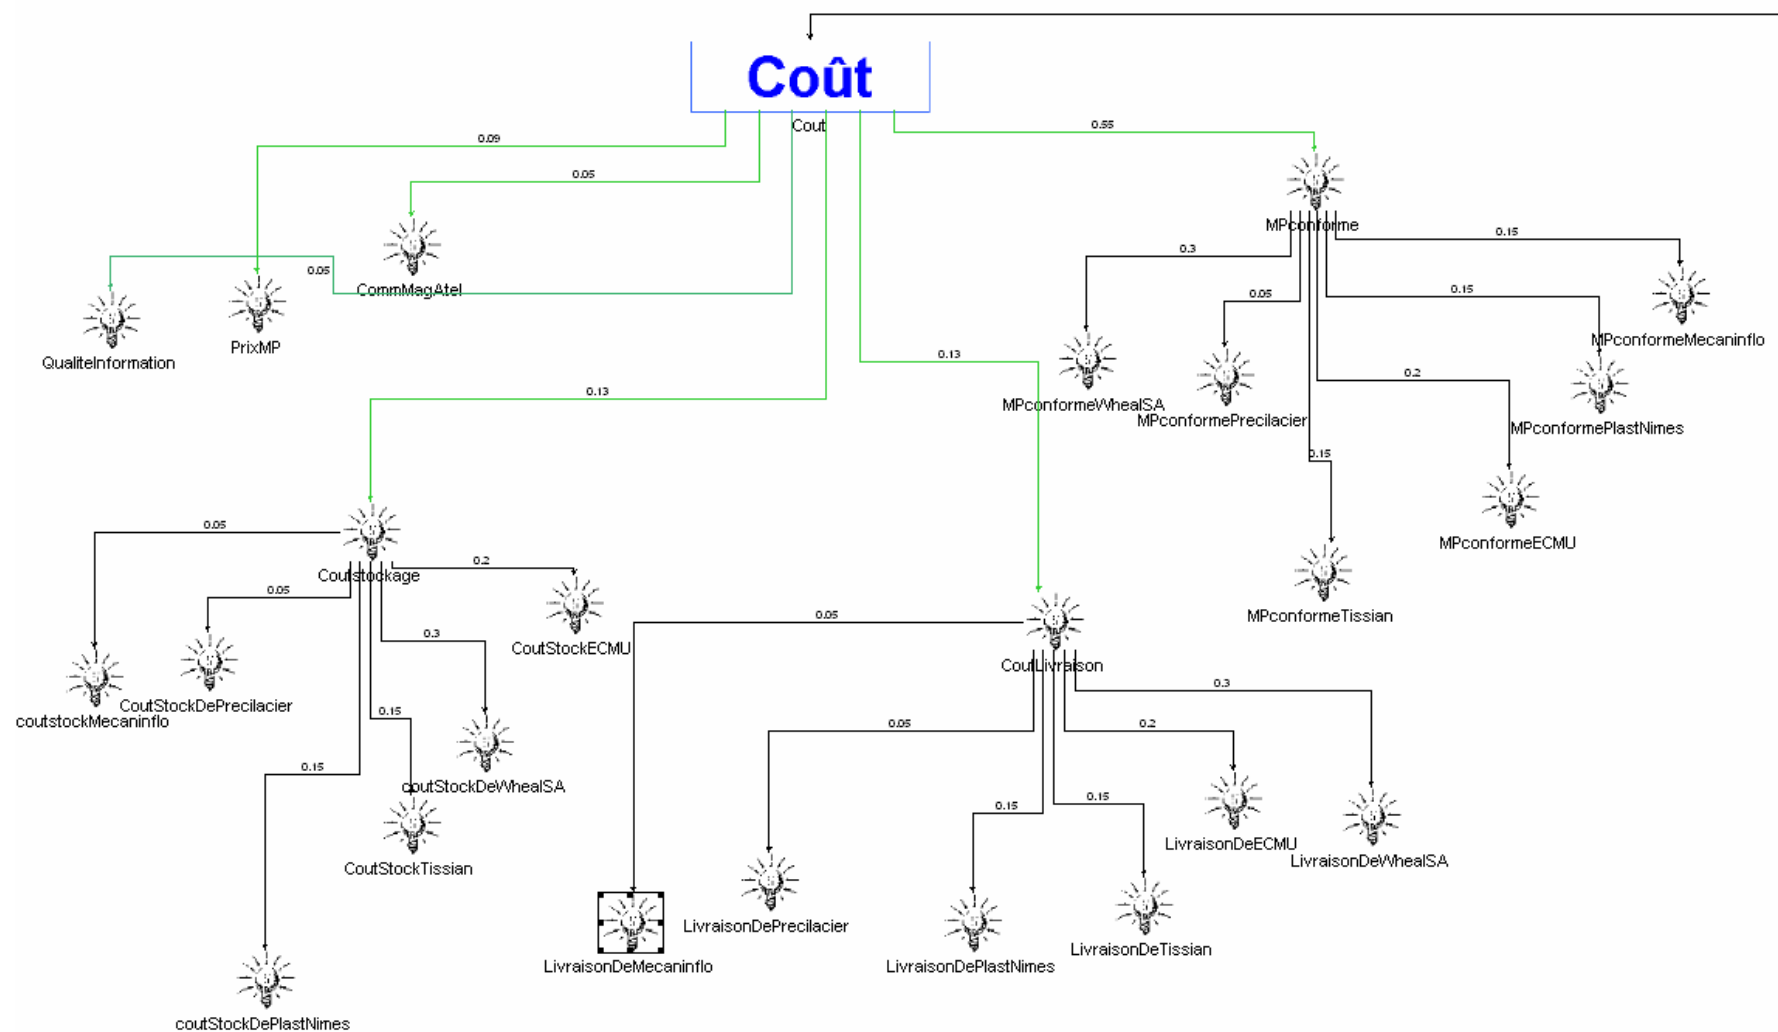 Coût
Cout
0.55
0.09
0.05
MPconforme
0.15
0.3
0.05
CommMagAtel
0.05
0.15
MPconformeMecaninflo
QualiteInformation
PrixMP
0.13
0.2
0.13
MPconformeWhealSA
MPconformePrecilacier
MPconformePlastNimes
0.15
MPconformeECMU
0.05
Coutstockage
0.2
0.05
MPconformeTissian
0.05
0.3
CoutStockECMU
CoutLivraison
0.3
CoutStockDePrecilacier
coutstockMecaninflo
0.15
0.05
0.2
0.15
coutStockDeWhealSA
0.15
0.15
LivraisonDeECMU
LivraisonDeWhealSA
CoutStockTissian
LivraisonDePrecilacier
LivraisonDeTissian
LivraisonDeMecaninflo
LivraisonDePlastNimes
coutStockDePlastNimes